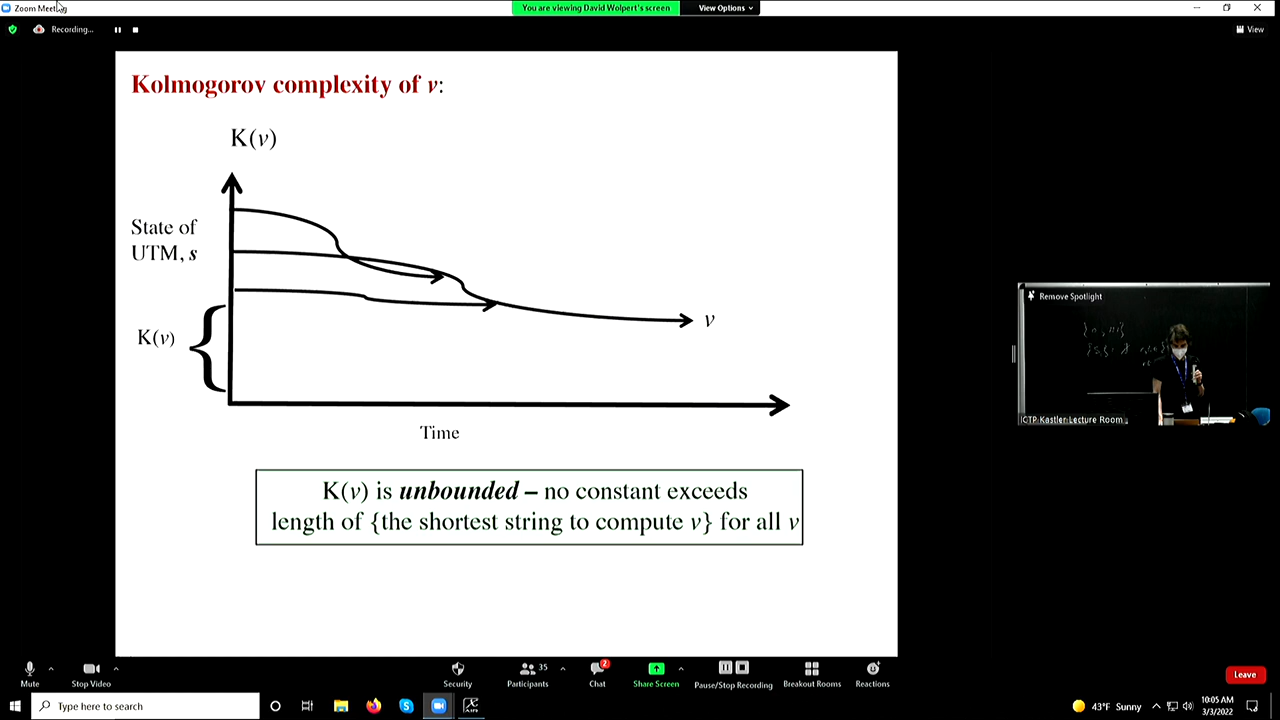 Zoom Meeting
You are viewing David Wolpert's screen
View Options
Recording...
View
Kolmogorov complexity of v:
K(v)
State of
UTM, s
K(v)
v
Time
K(v) is unbounded – no constant exceeds
length of {the shortest string to compute v} for all v
Remove Spotlight
ICTP Kastler Lecture Room
Mute
Stop Video
Security
35
Participants
2
Chat
Share Screen
Pause/Stop Recording
Breakout Rooms
Reactions
Leave
Type here to search
43°F Sunny
10:05 AM
3/3/2022